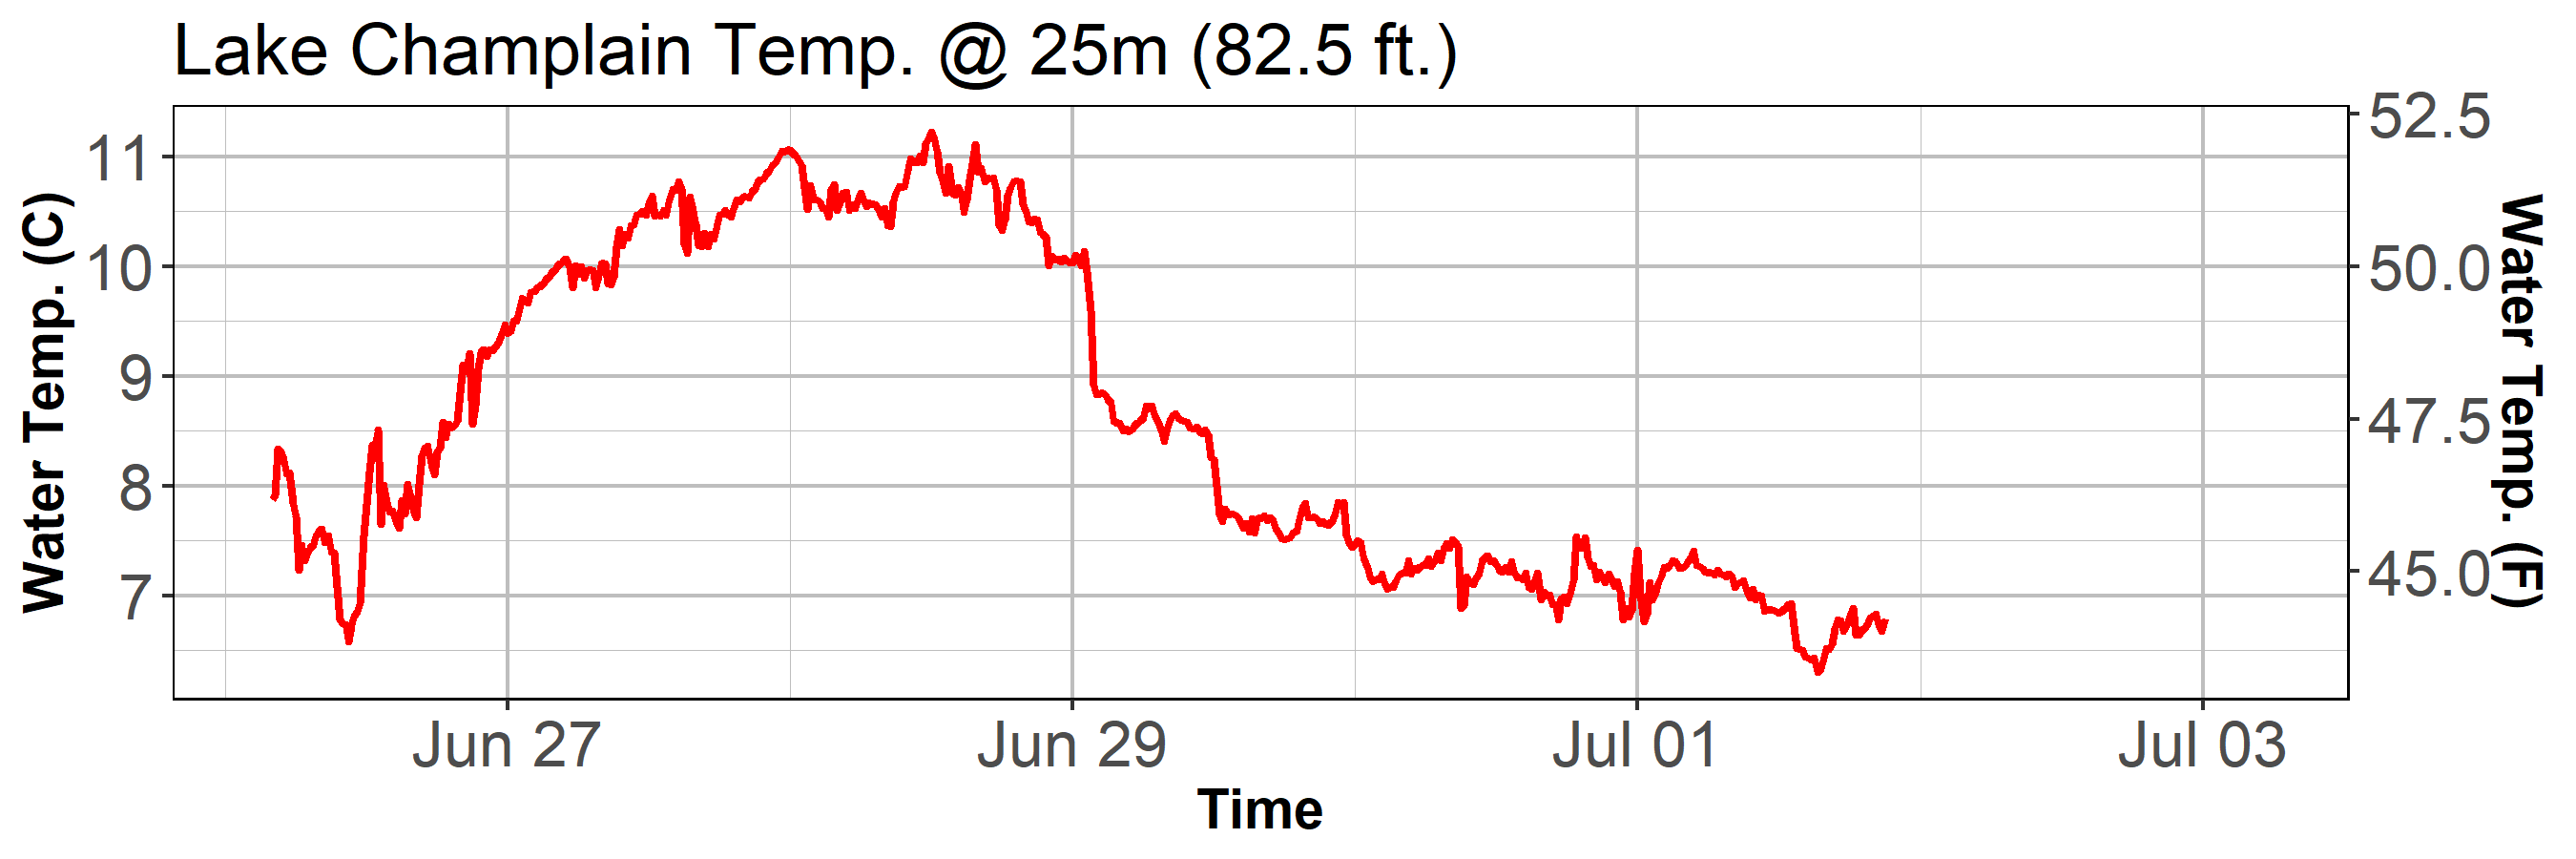 Lake Champlain Temp. @ 25m (82.5 ft.)
Water Temp. (C)
11
10
9
8
7
52.5
50.0
47.5
45.0
Water Temp. (F)
Jun 27 Jun 29 Jul 01 Jul 03
Time